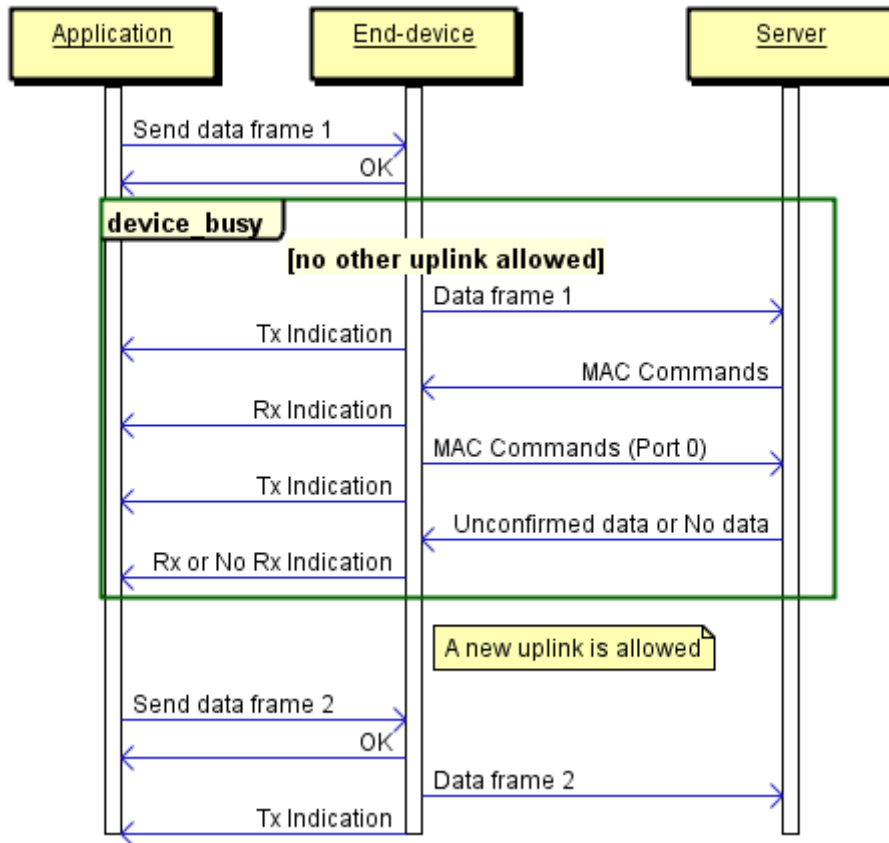 Application
End-device
Server
Send data frame 1
OK
device_busy
[no other uplink allowed]
Data frame 1
Tx Indication
MAC Commands
Rx Indication
MAC Commands (Port 0)
Tx Indication
Unconfirmed data or No data
Rx or No Rx Indication
A new uplink is allowed
Send data frame 2
OK
Data frame 2
Tx Indication